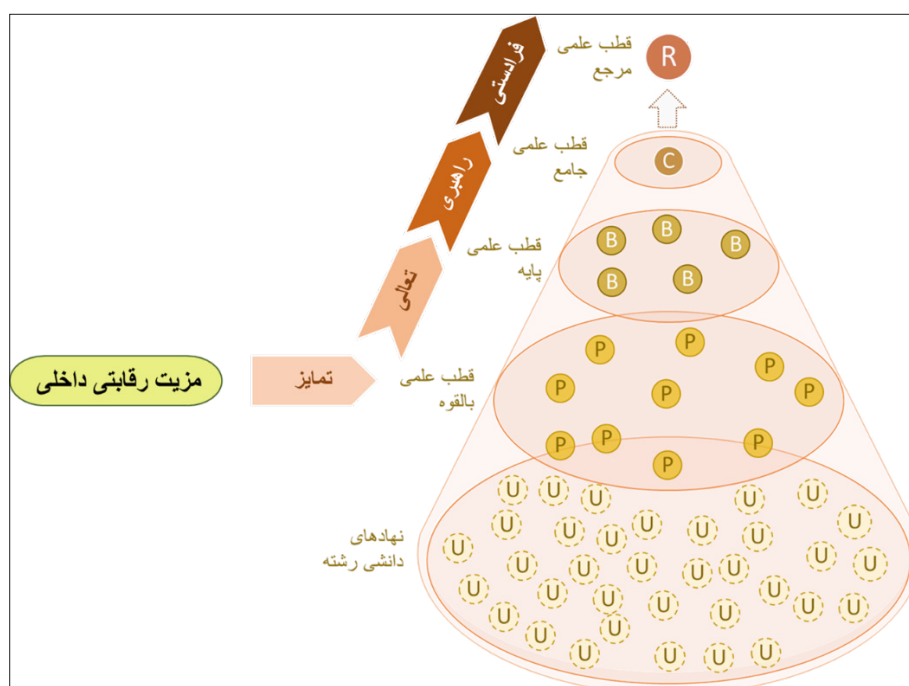 قطب علمی
مرجع
R
فرادستی
قطب علمی
جامع
C
راهبری
قطب علمی
پایه
B B B
B B
تعالی
قطب علمی
بالقوه
P P
P
P P P
P P P
P
تمایز
مزیت رقابتی داخلی
نهادهای
دانشی رشته
U U U U U
U U U U
U U U U
U U U
U U U U U
U U U U
U U U U
U U U
U U U U